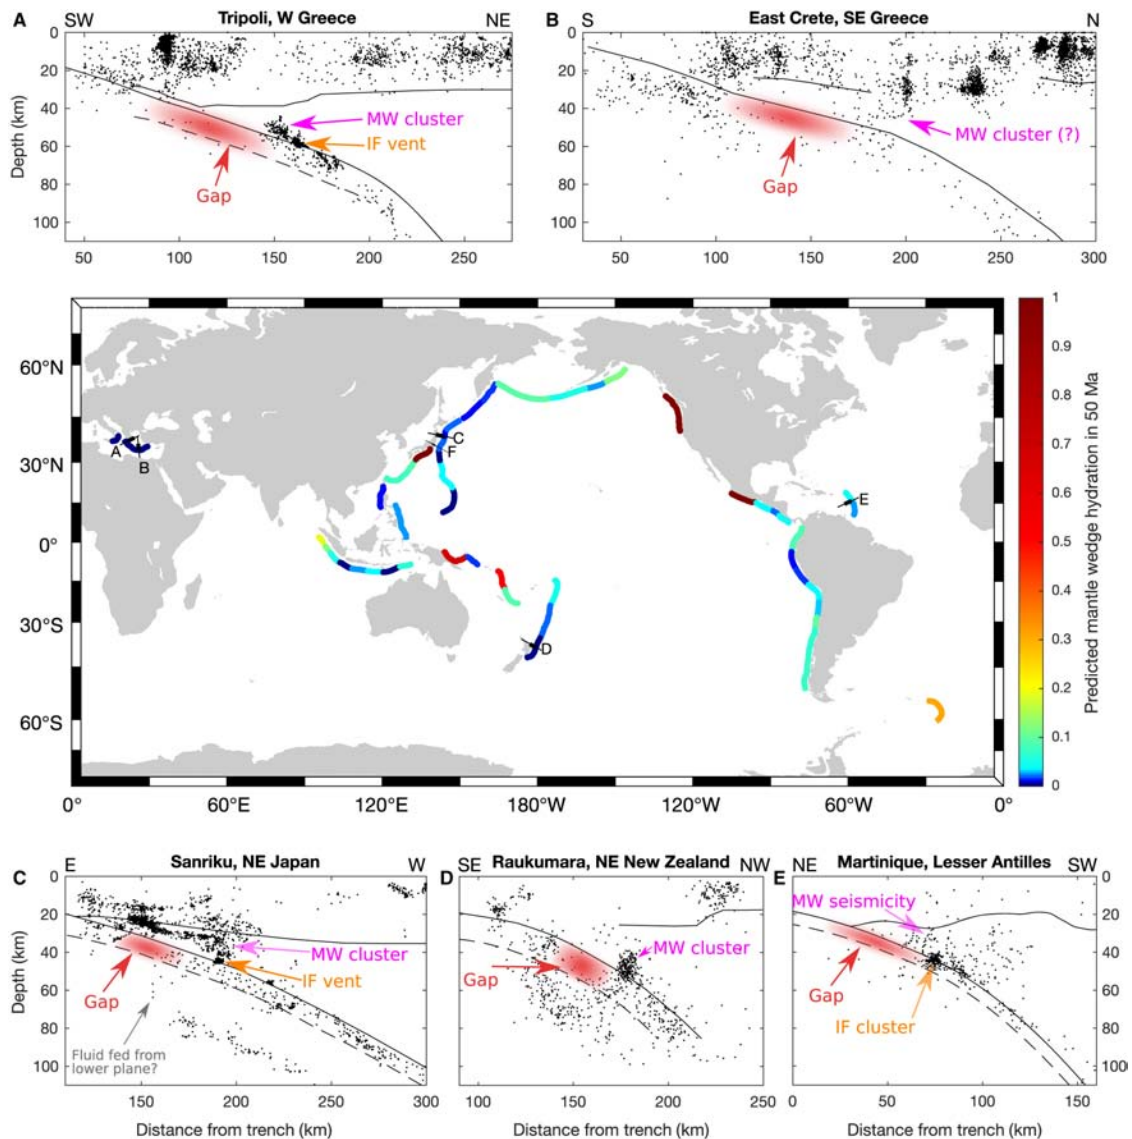 A SW Tripoli, W Greece NE
B S East Crete, SE Greece N
0
20
40
60
80
100
Depth (km)
MW cluster
IF vent
Gap
50 100 150 200 250
0
20
40
60
80
100
MW cluster (?)
Gap
50 100 150 200 250 300
60°N
30°N
0°
30°S
60°S
A
B
C
F
D
E
0° 60°E 120°E 180°W 120°W 60°W 0°
1
0.9
0.8
0.7
0.6
0.5
0.4
0.3
0.2
0.1
0
Predicted mantle wedge hydration in 50 Ma
E W
C Sanriku, NE Japan
0
20
40
60
80
100
Depth (km)
MW cluster
IF vent
Gap
Fluid fed from
lower plane?
150 200 250 300
Distance from trench (km)
SE NW
D Raukumara, NE New Zealand
MW cluster
Gap
100 150 200 250
Distance from trench (km)
NE SW
E Martinique, Lesser Antilles
MW seismicity
Gap
IF cluster
0
20
40
60
80
100
0 50 100 150
Distance from trench (km)